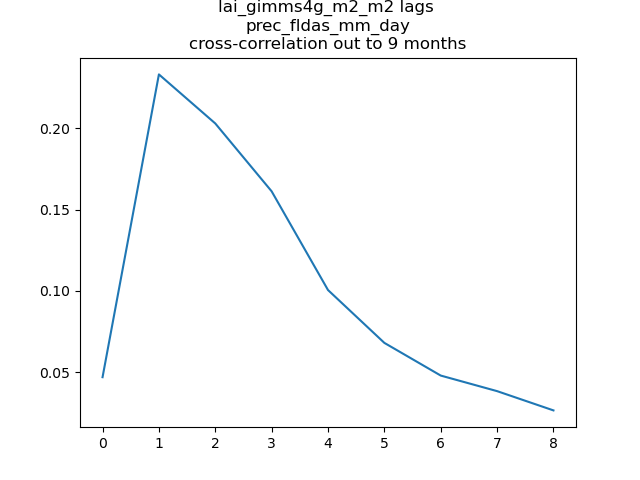 lai_gimms4g_m2_m2 lags
prec_fldas_mm_day
cross-correlation out to 9 months
0.20
0.15
0.10
0.05
0 1 2 3 4 5 6 7 8